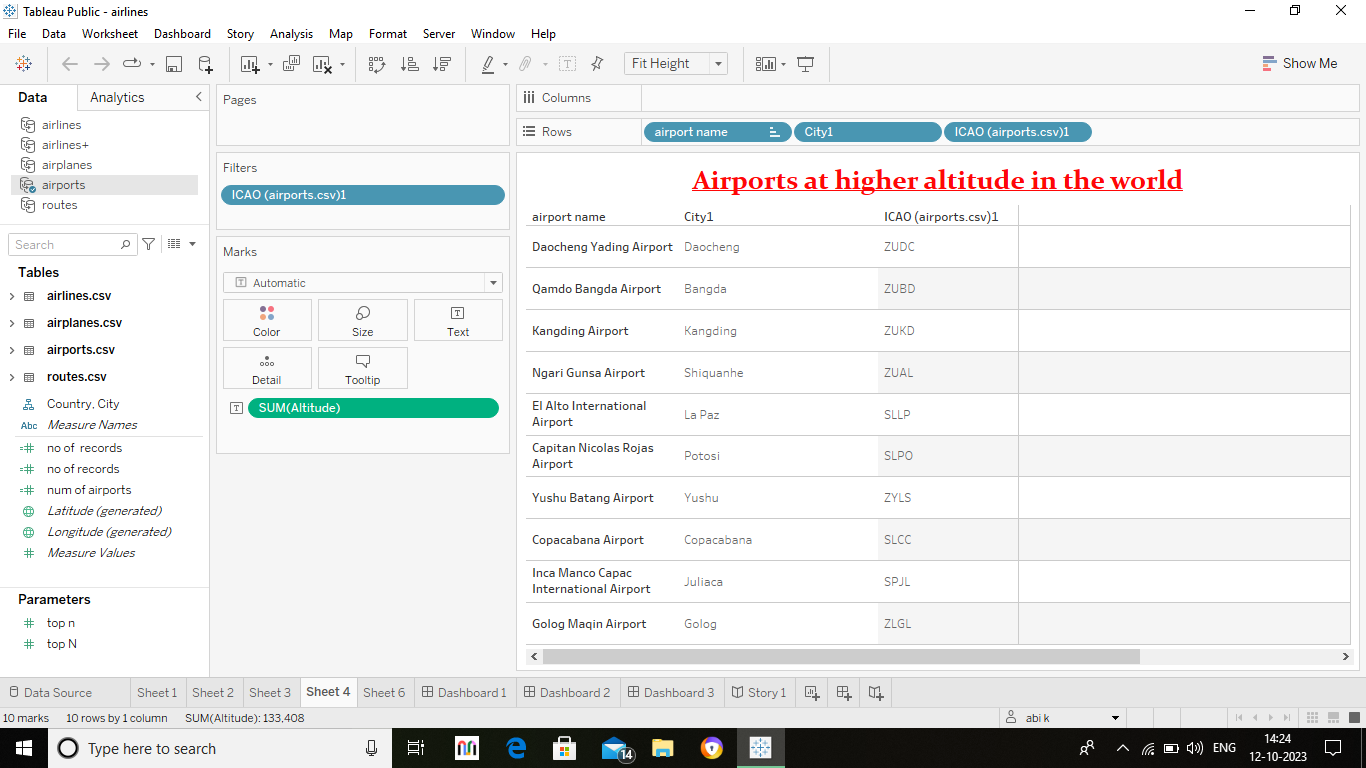 Tableau Public - airlines
File Data Worksheet Dashboard Story Analysis Map Format Server Window Help
Fit Height
Show Me
Data Analytics
airlines
airlines+
airplanes
airports
routes
Search
Tables
airlines.csv
airplanes.csv
airports.csv
routes.csv
Country, City
Abc Measure Names
no of records
no of records
num of airports
Latitude (generated)
Longitude (generated)
Measure Values
Parameters
top n
top N
Pages
Filters
ICAO (airports.csv)1
Marks
Automatic
Color Size Text
Detail Tooltip
SUM(Altitude)
Columns
Rows airport name City1 ICAO (airports.csv)1
Airports at higher altitude in the world
airport name City1 ICAO (airports.csv)1
Daocheng Yading Airport Daocheng ZUDC
Qamdo Bangda Airport Bangda ZUBD
Kangding Airport Kangding ZUKD
Ngari Gunsa Airport Shiquanhe ZUAL
El Alto International
Airport La Paz SLLP
Capitan Nicolas Rojas
Airport Potosi SLPO
Yushu Batang Airport Yushu ZYLS
Copacabana Airport Copacabana SLCC
Inca Manco Capac
International Airport Juliaca SPJL
Golog Maqin Airport Golog ZLGL
Data Source Sheet 1 Sheet 2 Sheet 3 Sheet 4 Sheet 6 Dashboard 1 Dashboard 2 Dashboard 3 Story 1
10 marks 10 rows by 1 column SUM(Altitude): 133,408 abi k
Type here to search 14 ENG 14:24
12-10-2023